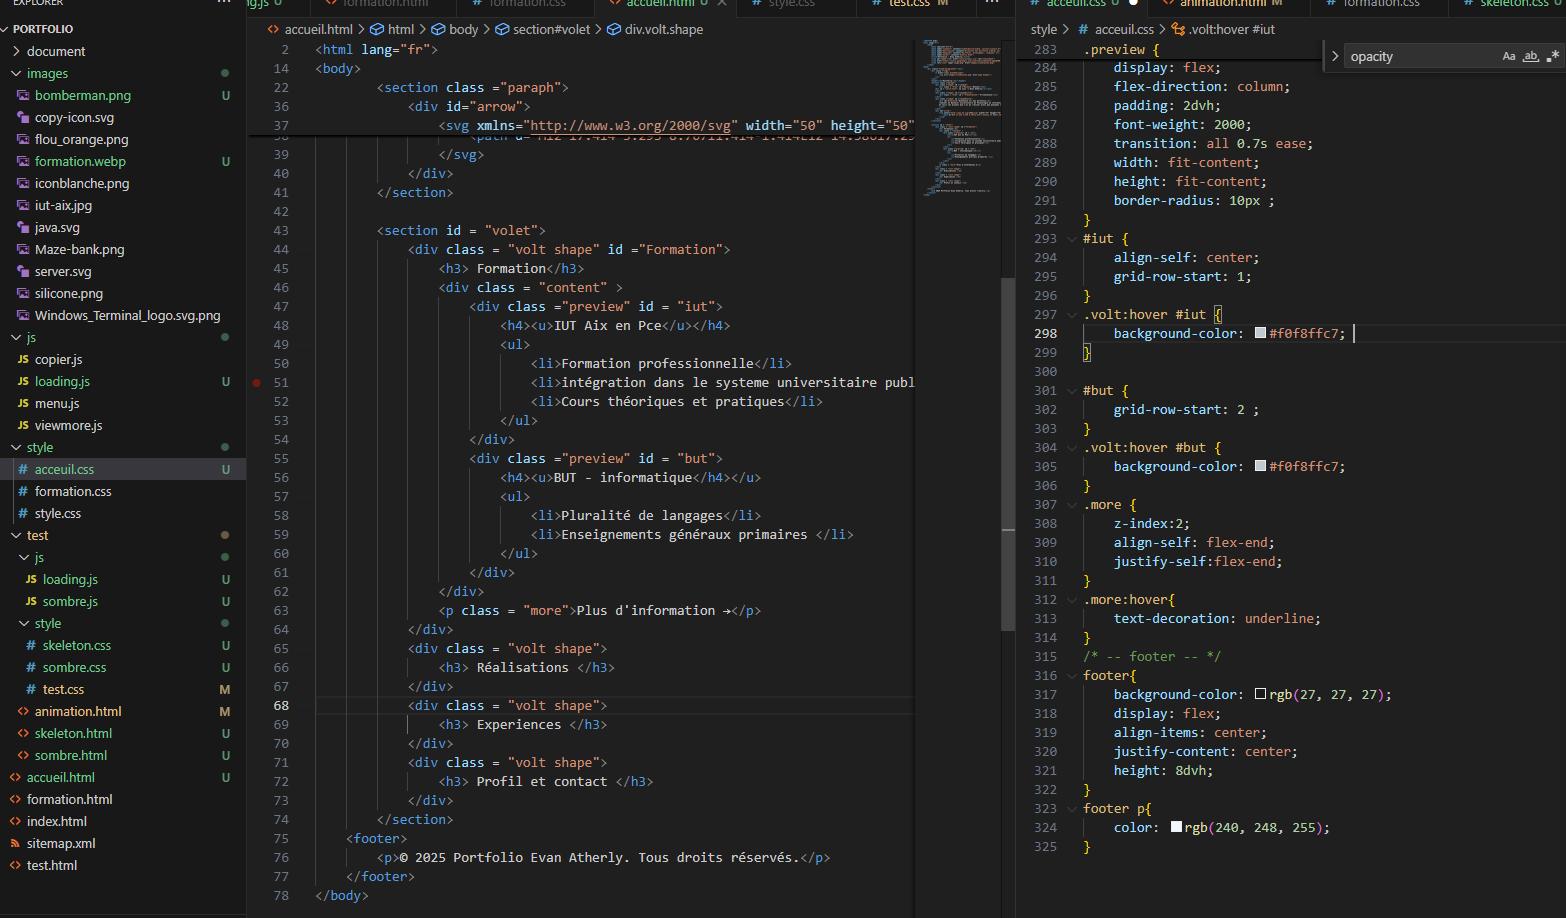 EXPLORER
PORTFOLIO
document
images
bomberman.png U
copy-icon.svg
flou_orange.png
formation.webp U
iconblanche.png
iut-aix.jpg
java.svg
Maze-bank.png
server.svg
silicone.png
Windows_Terminal_logo.svg.png
js
JS copier.js
JS loading.js U
JS menu.js
JS viewmore.js
style
# acceuil.css U
# formation.css
# style.css
test
js
JS loading.js U
JS sombre.js U
style
# skeleton.css U
# sombre.css U
# test.css M
<> animation.html M
<> skeleton.html U
<> sombre.html U
<> accueil.html U
<> formation.html
<> index.html
sitemap.xml
<> test.html
ng.js U <> formation.html # formation.css <> accueil.html U # style.css # test.css M
<> accueil.html > html > body > section#volet > div.volt.shape
2 <html lang="fr">
14 <body>
22 <section class ="paraph">
36 <div id="arrow">
37 <svg xmlns="http://www.w3.org/2000/svg" width="50" height="50"
39 </svg>
40 </div>
41 </section>
42
43 <section id = "volet">
44 <div class = "volt shape" id ="Formation">
45 <h3> Formation</h3>
46 <div class = "content" >
47 <div class ="preview" id = "iut">
48 <h4><u>IUT Aix en Pce</u></h4>
49 <ul>
50 <li>Formation professionnelle</li>
51 <li>intégration dans le systeme universitaire publ
52 <li>Cours théoriques et pratiques</li>
53 </ul>
54 </div>
55 <div class ="preview" id = "but">
56 <h4><u>BUT - informatique</h4></u>
57 <ul>
58 <li>Pluralité de langages</li>
59 <li>Enseignements généraux primaires </li>
60 </ul>
61 </div>
62 </div>
63 <p class = "more">Plus d'information →</p>
64 </div>
65 <div class = "volt shape">
66 <h3> Réalisations </h3>
67 </div>
68 <div class = "volt shape">
69 <h3> Experiences </h3>
70 </div>
71 <div class = "volt shape">
72 <h3> Profil et contact </h3>
73 </div>
74 </section>
75 <footer>
76 <p>© 2025 Portfolio Evan Atherly. Tous droits réservés.</p>
77 </footer>
78 </body>
# acceuil.css U <> animation.html M # formation.css # skeleton.css U
style > # acceuil.css > .volt:hover #iut
opacity Aa ab .*
283 .preview {
284 display: flex;
285 flex-direction: column;
286 padding: 2dvh;
287 font-weight: 2000;
288 transition: all 0.7s ease;
289 width: fit-content;
290 height: fit-content;
291 border-radius: 10px ;
292 }
293 #iut {
294 align-self: center;
295 grid-row-start: 1;
296 }
297 .volt:hover #iut {
298 background-color: #f0f8ffc7;
299 }
300
301 #but {
302 grid-row-start: 2 ;
303 }
304 .volt:hover #but {
305 background-color: #f0f8ffc7;
306 }
307 .more {
308 z-index:2;
309 align-self: flex-end;
310 justify-self:flex-end;
311 }
312 .more:hover{
313 text-decoration: underline;
314 }
315 /* -- footer -- */
316 footer{
317 background-color: rgb(27, 27, 27);
318 display: flex;
319 align-items: center;
320 justify-content: center;
321 height: 8dvh;
322 }
323 footer p{
324 color: rgb(240, 248, 255);
325 }